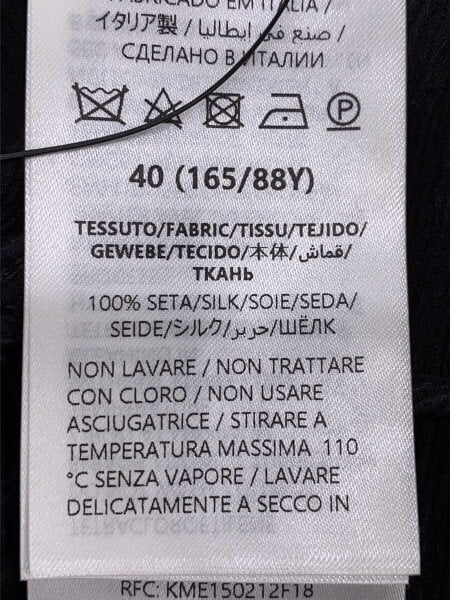 FABRICADO EM ITÁLIA /
イタリア製 / صنع في ايطاليا /
СДЕЛАНО В ИТАЛИИ
P
40 (165/88Y)
TESSUTO/FABRIC/TISSU/TEJIDO/
GEWEBE/TECIDO/本体/قماش/
ТКАНЬ
100% SETA/SILK/SOIE/SEDA/
SEIDE/シルク/حرير/ШЁЛК
NON LAVARE / NON TRATTARE
CON CLORO / NON USARE
ASCIUGATRICE / STIRARE A
TEMPERATURA MASSIMA 110
°C SENZA VAPORE / LAVARE
DELICATAMENTE A SECCO IN
RFC: KME150212F18